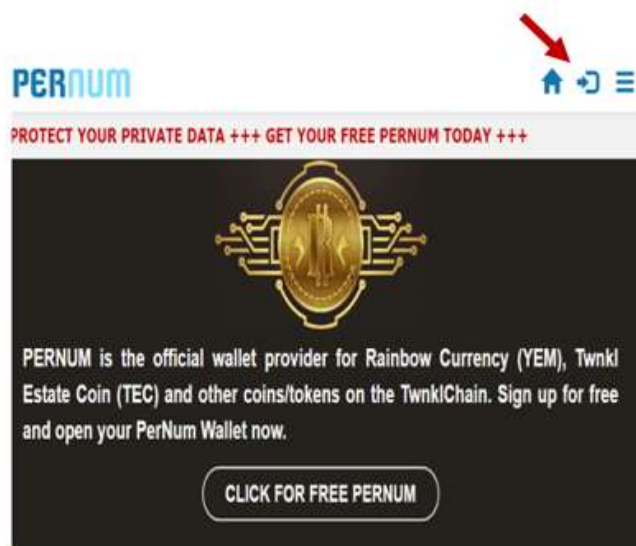 PERNUM
PROTECT YOUR PRIVATE DATA +++ GET YOUR FREE PERNUM TODAY +++
PERNUM is the official wallet provider for Rainbow Currency (YEM), Twnkl
Estate Coin (TEC) and other coins/tokens on the TwnklChain. Sign up for free
and open your PerNum Wallet now.
CLICK FOR FREE PERNUM